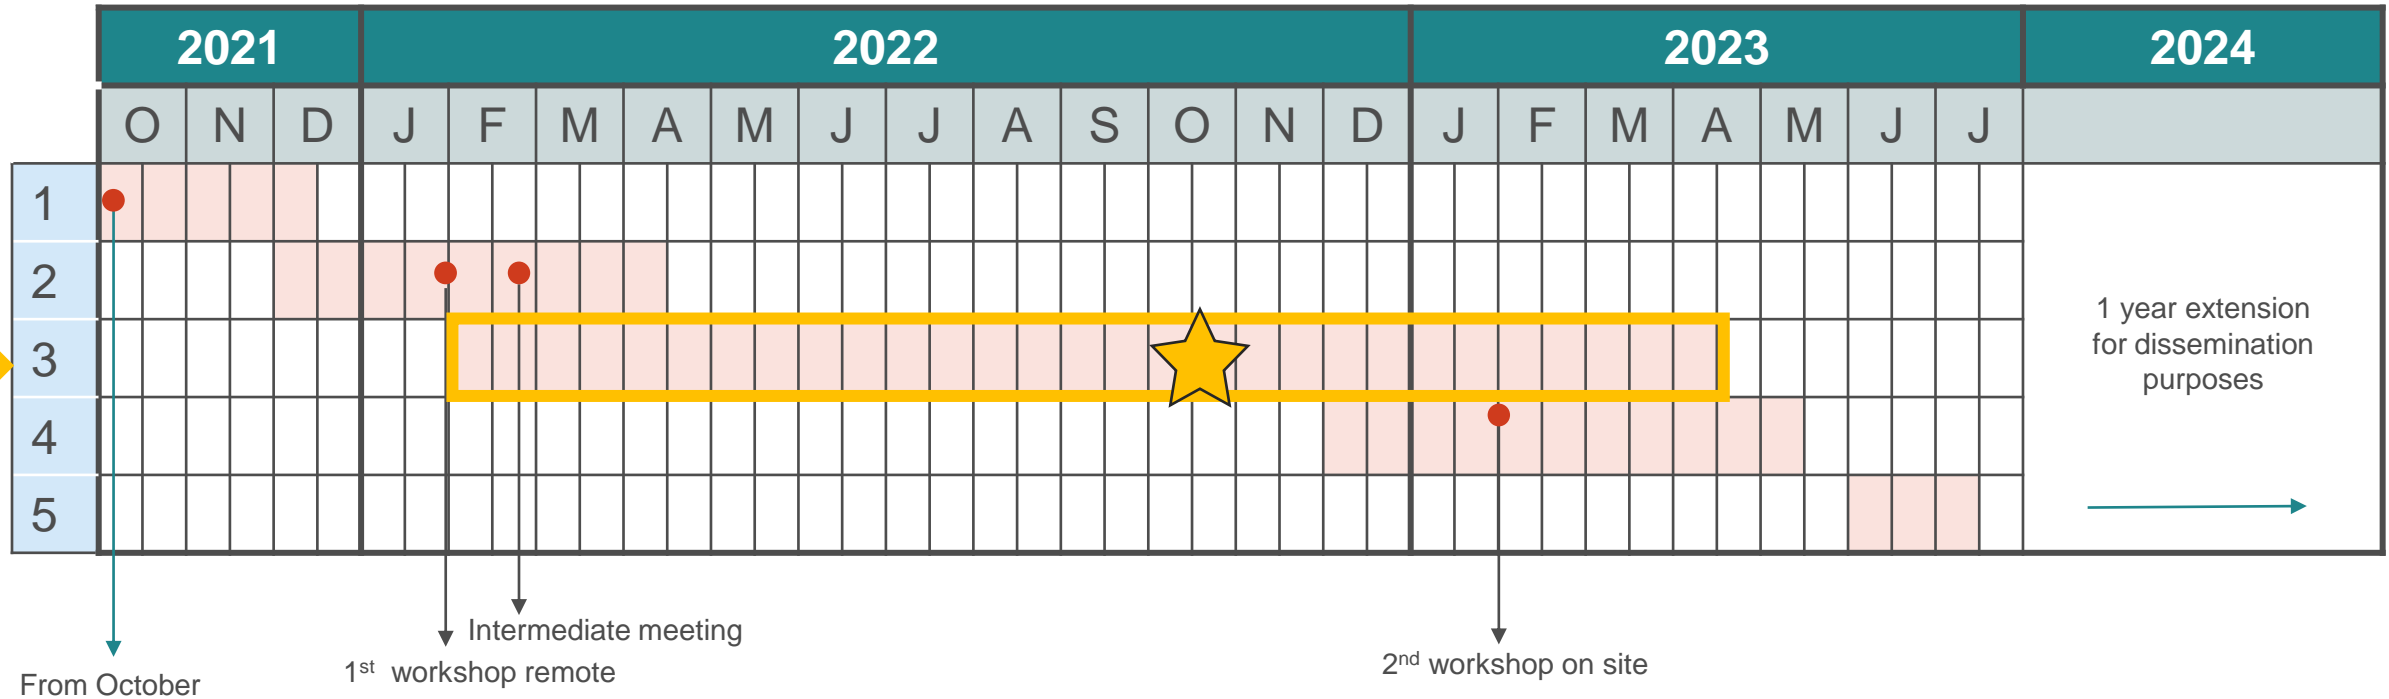 2021 2022 2023 2024
O N D J F M A M J J A S O N D J F M A M J J
1
2
3
4
5
1 year extension
for dissemination
purposes
Intermediate meeting
1st workshop remote
2nd workshop on site
From October